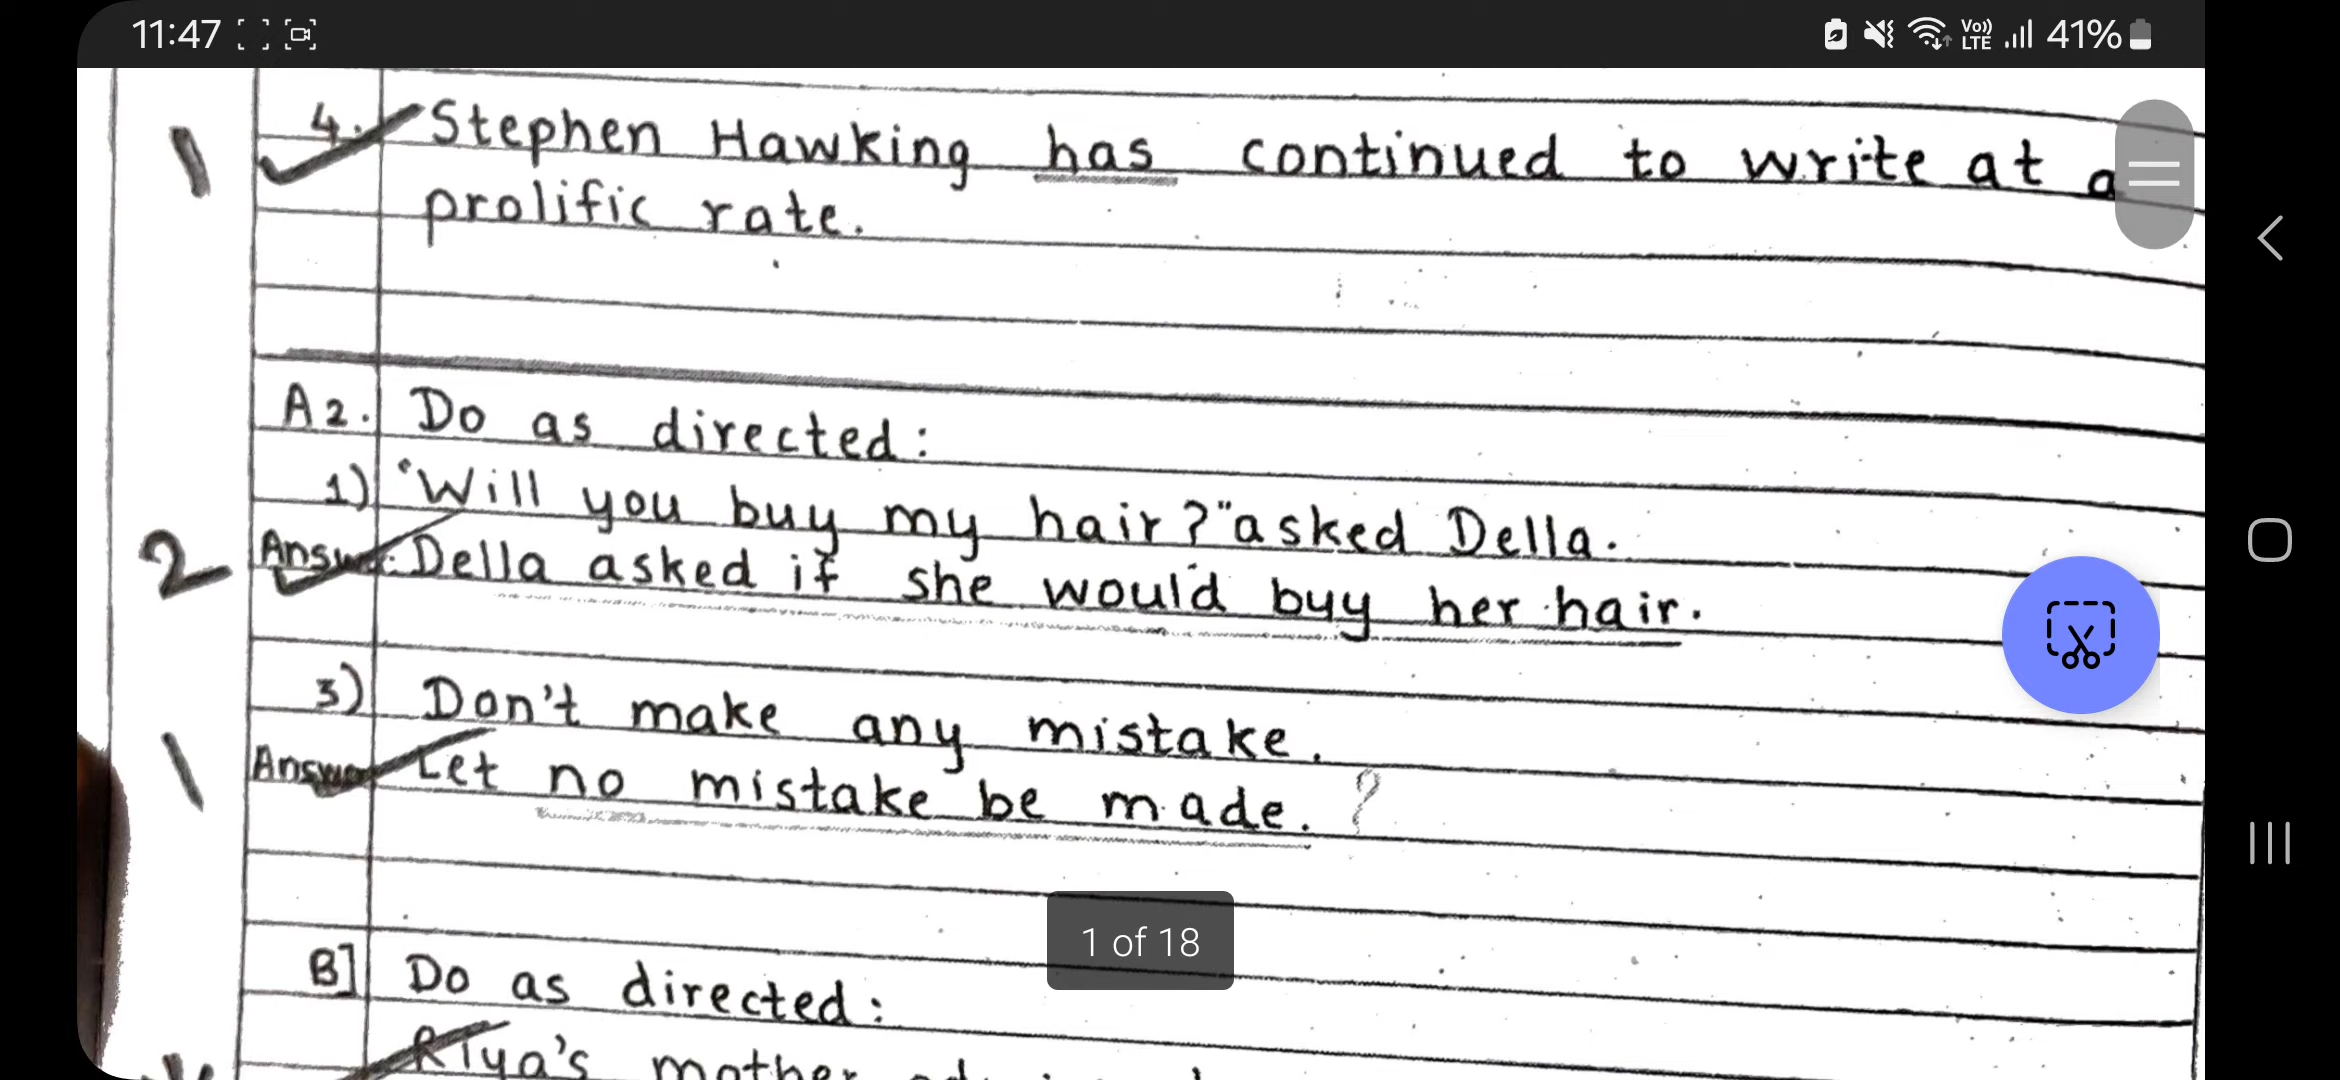 11:47
Vo)) LTE 41%
4. Stephen Hawking has continued to write at a
1
prolific rate.
A2. Do as directed:
1) "Will you buy my hair?" asked Della.
2 Answer: Della asked if she would buy her hair.
3) Don't make any mistake.
1 Answer Let no mistake be made. ?
1 of 18
B] Do as directed:
Riya's mother